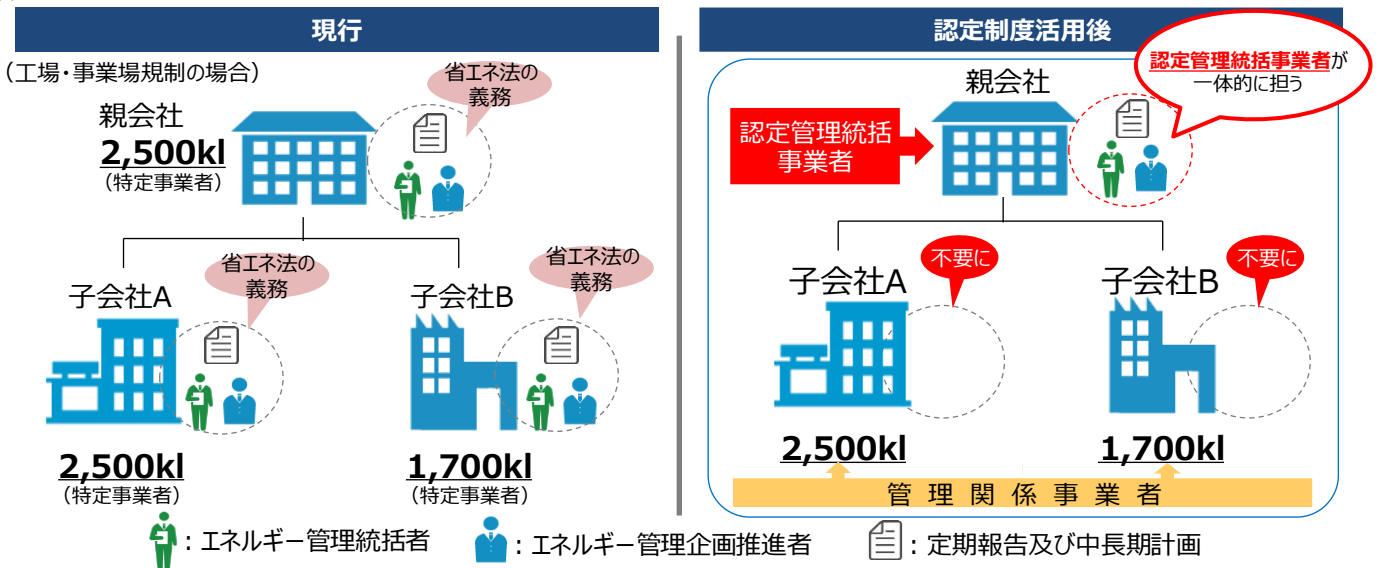 現行
(工場・事業場規制の場合)
親会社
2,500kl
(特定事業者)
省エネ法の
義務
子会社A
省エネ法の
義務
2,500kl
(特定事業者)
子会社B
省エネ法の
義務
1,700kl
(特定事業者)
認定制度活用後
認定管理統括事業者が
一体的に担う
親会社
認定管理統括
事業者
子会社A
不要に
2,500kl
子会社B
不要に
1,700kl
管理関係事業者
:エネルギー管理統括者
:エネルギー管理企画推進者
:定期報告及び中長期計画